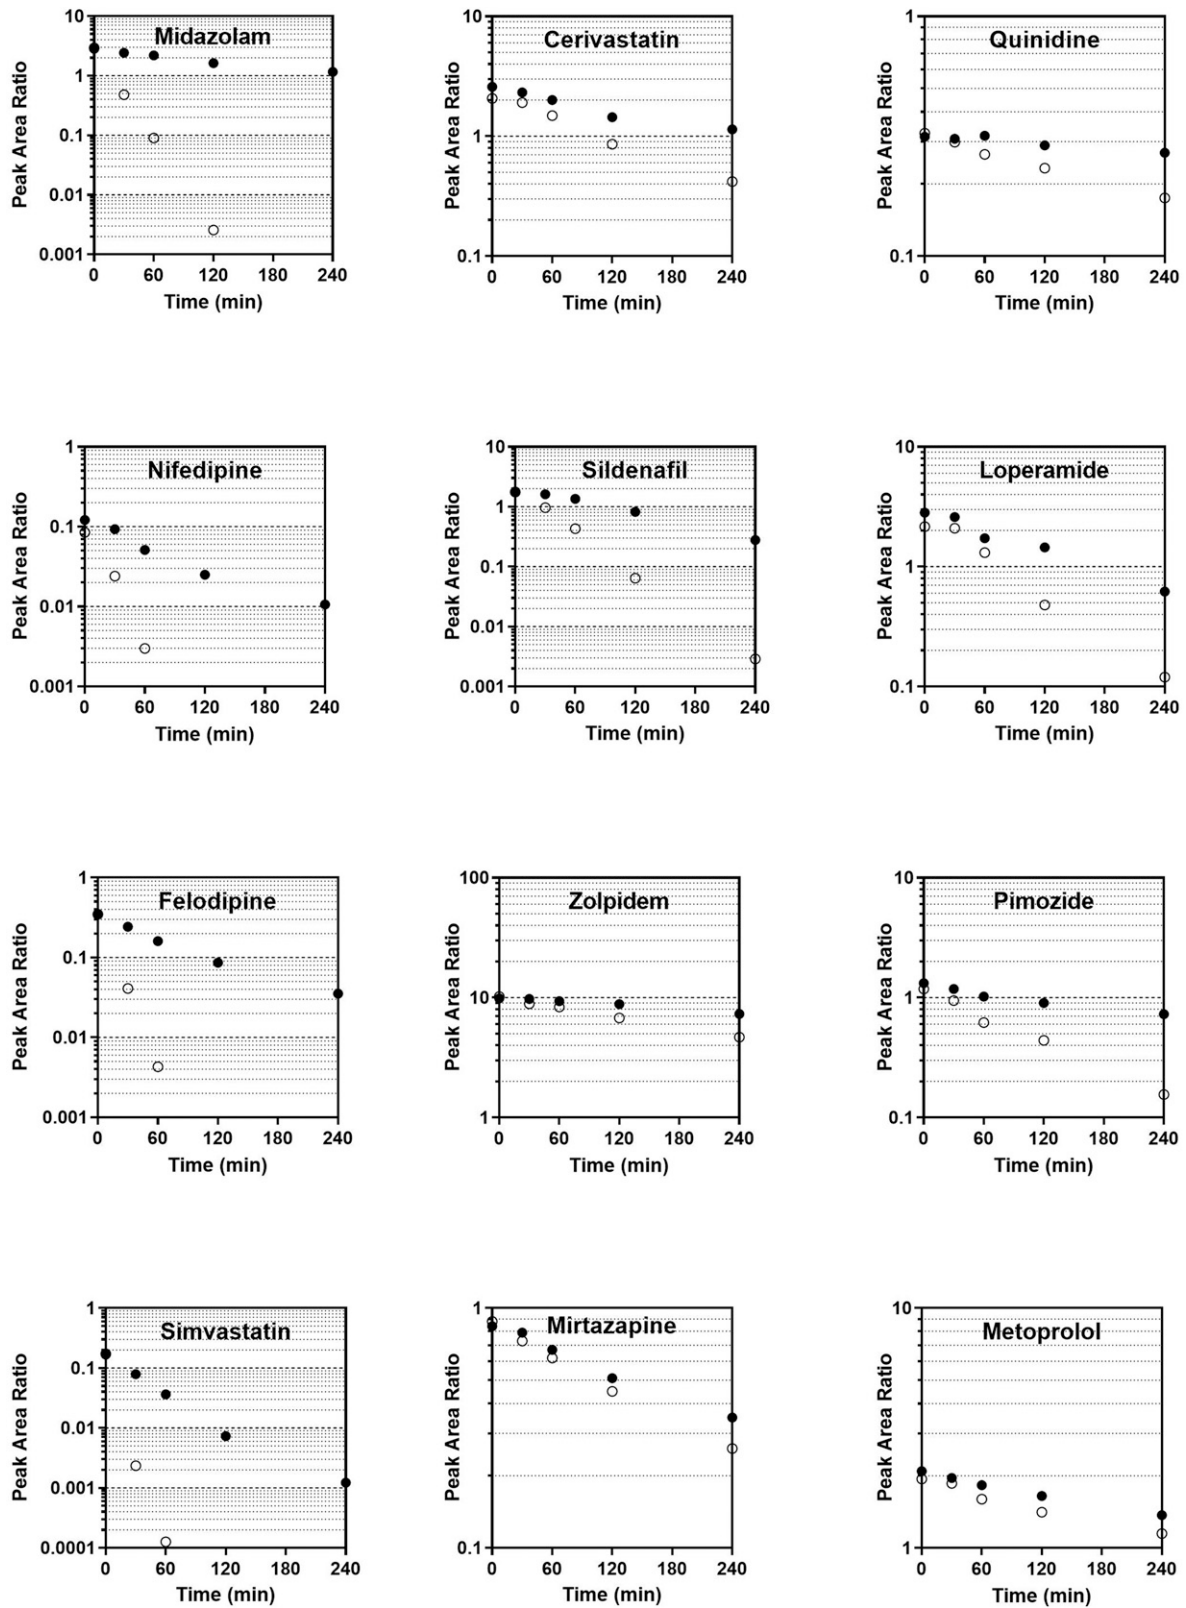 Midazolam
Peak Area Ratio
10
1
0.1
0.01
0.001
0 60 120 180 240
Time (min)
Cerivastatin
Peak Area Ratio
10
1
0.1
0 60 120 180 240
Time (min)
Quinidine
Peak Area Ratio
1
0.1
0 60 120 180 240
Time (min)
Nifedipine
Peak Area Ratio
1
0.1
0.01
0.001
0 60 120 180 240
Time (min)
Sildenafil
Peak Area Ratio
10
1
0.1
0.01
0.001
0 60 120 180 240
Time (min)
Loperamide
Peak Area Ratio
10
1
0.1
0 60 120 180 240
Time (min)
Felodipine
Peak Area Ratio
1
0.1
0.01
0.001
0 60 120 180 240
Time (min)
Zolpidem
Peak Area Ratio
100
10
1
0 60 120 180 240
Time (min)
Pimozide
Peak Area Ratio
10
1
0.1
0 60 120 180 240
Time (min)
Simvastatin
Peak Area Ratio
1
0.1
0.01
0.001
0.0001
0 60 120 180 240
Time (min)
Mirtazapine
Peak Area Ratio
1
0.1
0 60 120 180 240
Time (min)
Metoprolol
Peak Area Ratio
10
1
0 60 120 180 240
Time (min)